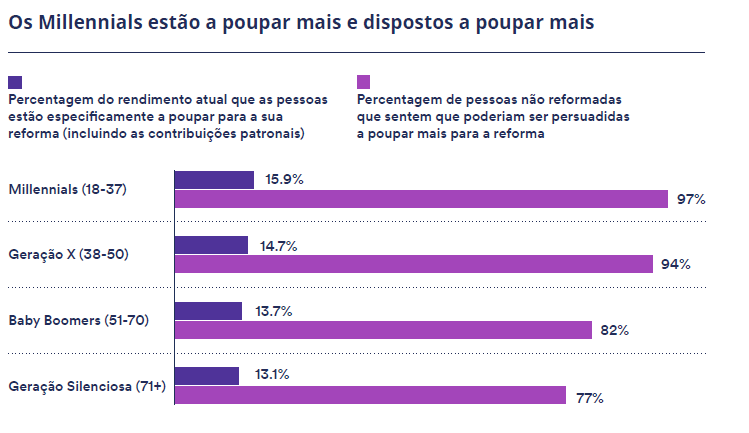 Os Millennials estão a poupar mais e dispostos a poupar mais
Percentagem do rendimento atual que as pessoas
estão especificamente a poupar para a sua
reforma (incluindo as contribuições patronais)
Percentagem de pessoas não reformadas
que sentem que poderiam ser persuadidas
a poupar mais para a reforma
Millennials (18-37)
15.9%
97%
Geração X (38-50)
14.7%
94%
Baby Boomers (51-70)
13.7%
82%
Geração Silenciosa (71+)
13.1%
77%